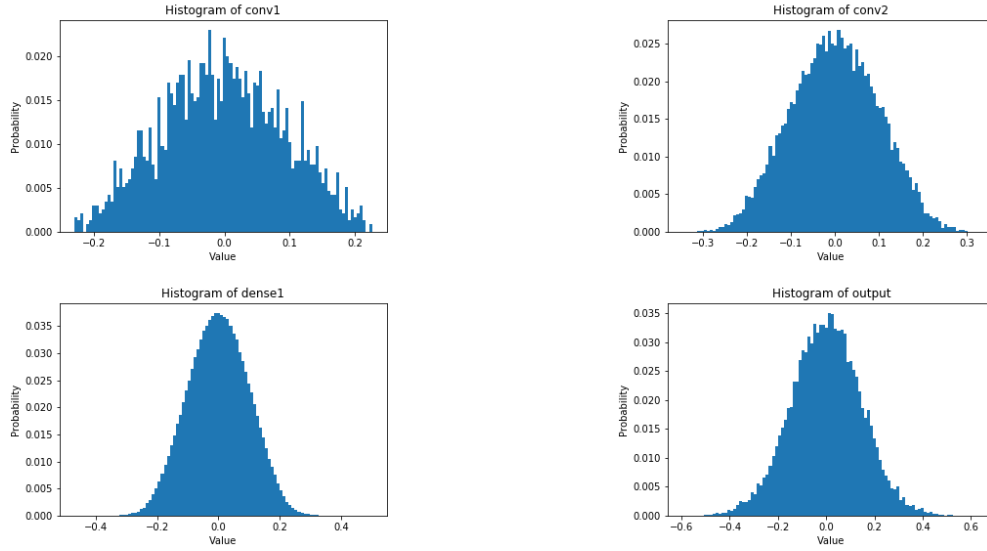 Histogram of conv1
Probability
0.020
0.015
0.010
0.005
0.000
−0.2 −0.1 0.0 0.1 0.2
Value
Histogram of conv2
Probability
0.025
0.020
0.015
0.010
0.005
0.000
−0.3 −0.2 −0.1 0.0 0.1 0.2 0.3
Value
Histogram of dense1
Probability
0.035
0.030
0.025
0.020
0.015
0.010
0.005
0.000
−0.4 −0.2 0.0 0.2 0.4
Value
Histogram of output
Probability
0.035
0.030
0.025
0.020
0.015
0.010
0.005
0.000
−0.6 −0.4 −0.2 0.0 0.2 0.4 0.6
Value